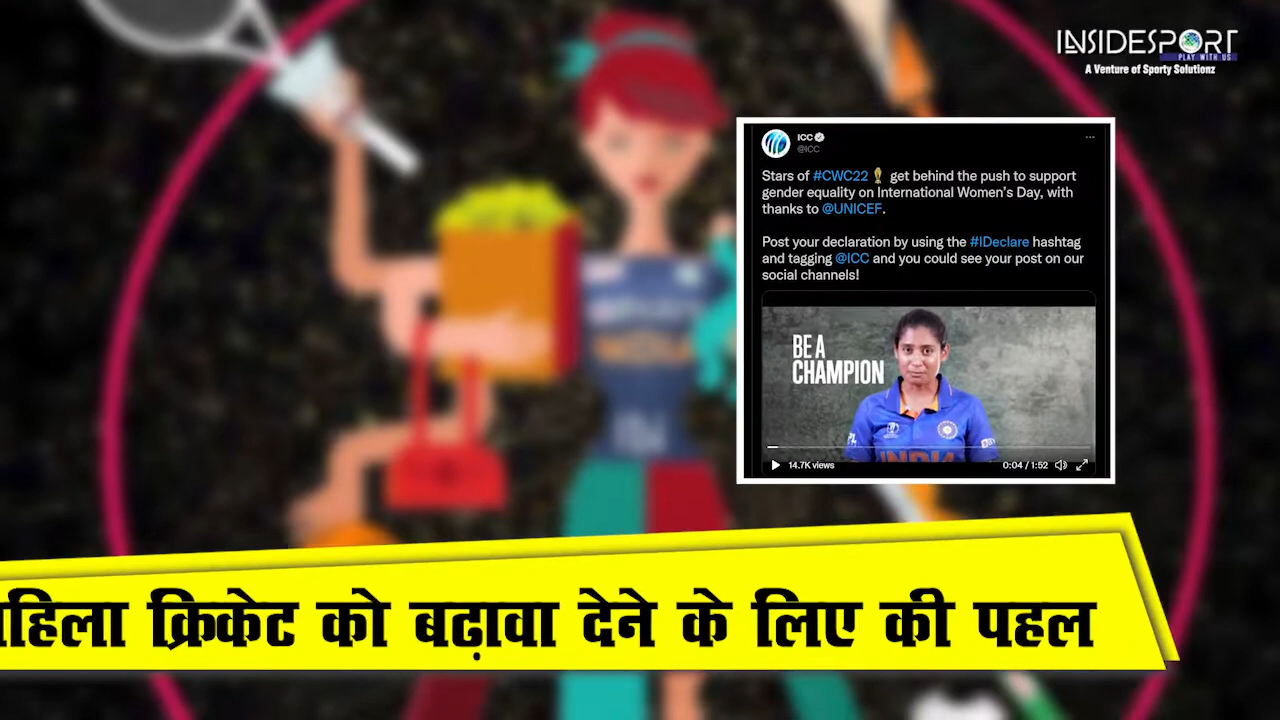 INSIDESPORT
PLAY WITH US
A Venture of Sporty Solutionz
ICC
@ICC
Stars of #CWC22 🏆 get behind the push to support
gender equality on International Women's Day, with
thanks to @UNICEF.
Post your declaration by using the #IDeclare hashtag
and tagging @ICC and you could see your post on our
social channels!
BE A
CHAMPION
INDIA
14.7K views
0:04 / 1:52
क्रिकेट को बढ़ावा देने के लिए की पहल